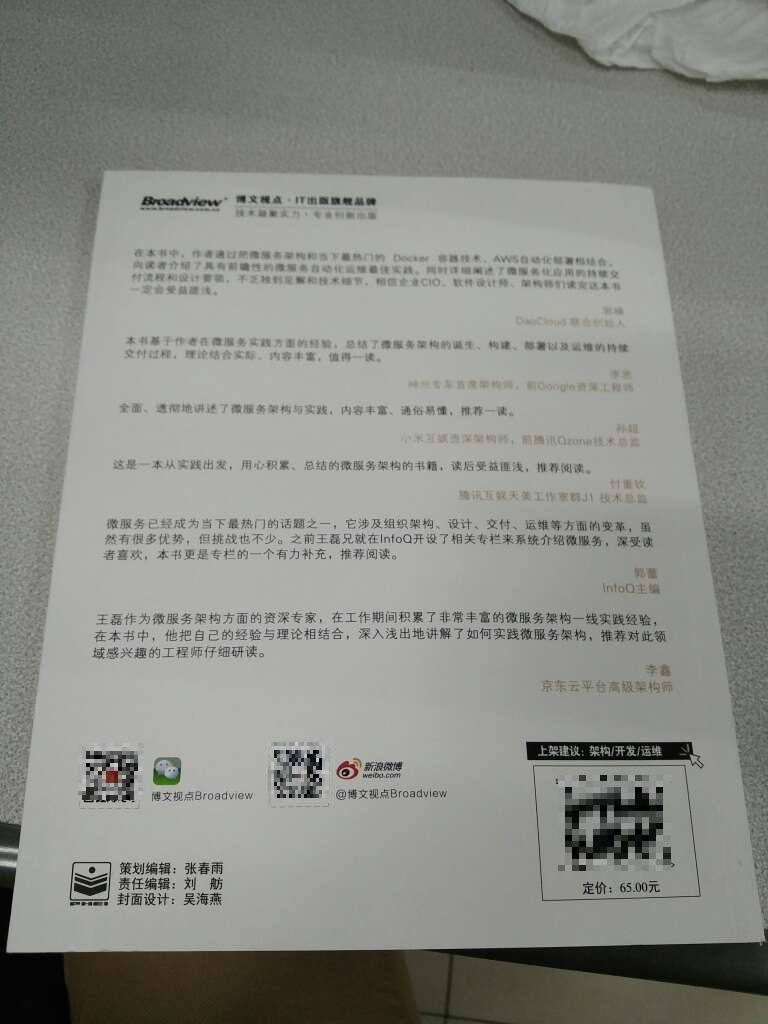 Broadview 博文视点·IT出版旗舰品牌
www.broadview.com.cn 技术凝聚实力·专业创新出版
在本书中，作者通过把微服务架构和当下最热门的 Docker 容器技术、AWS自动化部署相结合，
向读者介绍了具有前瞻性的微服务自动化运维最佳实践。同时详细阐述了微服务化应用的持续交
付流程和设计要领，不乏独到见解和技术细节，相信企业CIO、软件设计师、架构师们读完这本书
一定会受益匪浅。
郭峰
DaoCloud 联合创始人
本书基于作者在微服务实践方面的经验，总结了微服务架构的诞生、构建、部署以及运维的持续
交付过程，理论结合实际、内容丰富，值得一读。
李
神州专车首席架构师，前Google资深工程师
全面、透彻地讲述了微服务架构与实践，内容丰富、通俗易懂，推荐一读。
孙超
小米互娱资深架构师，前腾讯Qzone技术总监
这是一本从实践出发，用心积累、总结的微服务架构的书籍，读后受益匪浅，推荐阅读。
付重钦
腾讯互娱天美工作室群J1 技术总监
微服务已经成为当下最热门的话题之一，它涉及组织架构、设计、交付、运维等方面的变革，虽
然有很多优势，但挑战也不少。之前王磊兄就在InfoQ开设了相关专栏来系统介绍微服务，深受读
者喜欢，本书更是专栏的一个有力补充，推荐阅读。
郭蕾
InfoQ主编
王磊作为微服务架构方面的资深专家，在工作期间积累了非常丰富的微服务架构一线实践经验，
在本书中，他把自己的经验与理论相结合，深入浅出地讲解了如何实践微服务架构，推荐对此领
域感兴趣的工程师仔细研读。
李鑫
京东云平台高级架构师
上架建议：架构/开发/运维
新浪微博
weibo.com
博文视点Broadview
@博文视点Broadview
策划编辑：张春雨
责任编辑：刘 舫
封面设计：吴海燕
PHEI
定价：65.00元